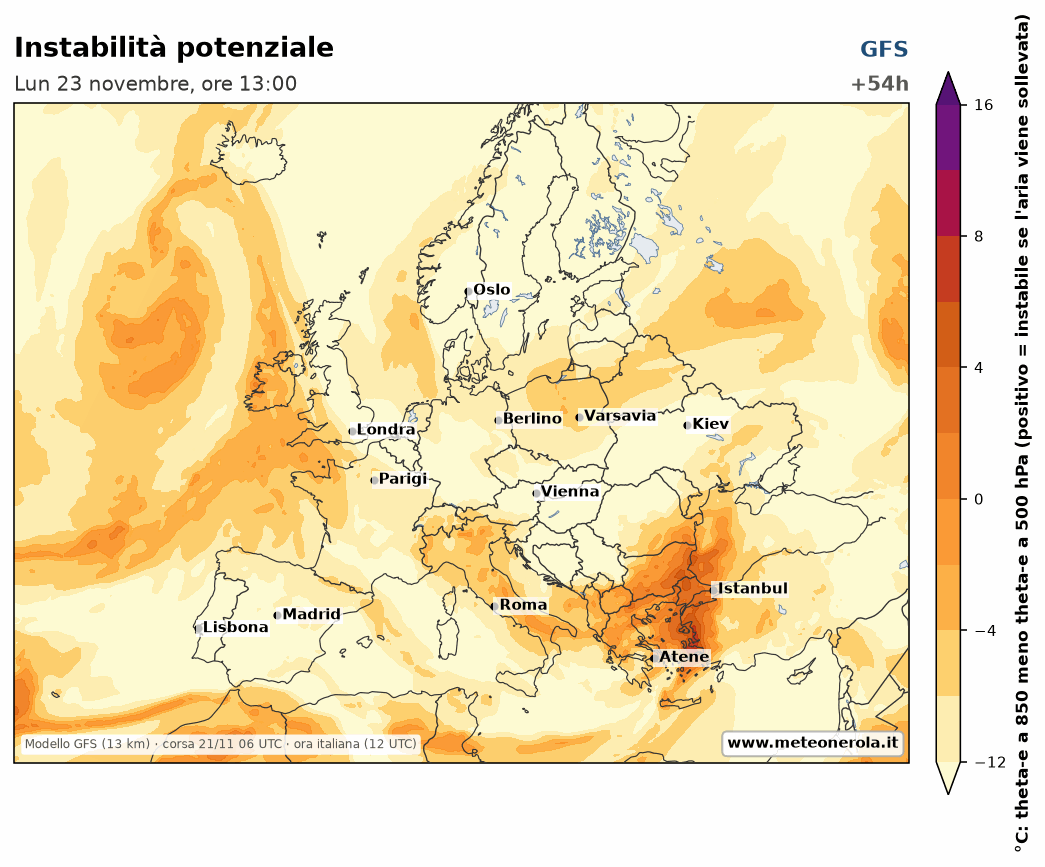 Instabilità potenziale
GFS
Lun 23 novembre, ore 13:00
+54h
16
8
4
0
−4
−12
°C: theta-e a 850 meno theta-e a 500 hPa (positivo = instabile se l'aria viene sollevata)
Oslo
Berlino
Varsavia
Kiev
Londra
Parigi
Vienna
Istanbul
Roma
Madrid
Lisbona
Atene
Modello GFS (13 km) · corsa 21/11 06 UTC · ora italiana (12 UTC)
www.meteonerola.it